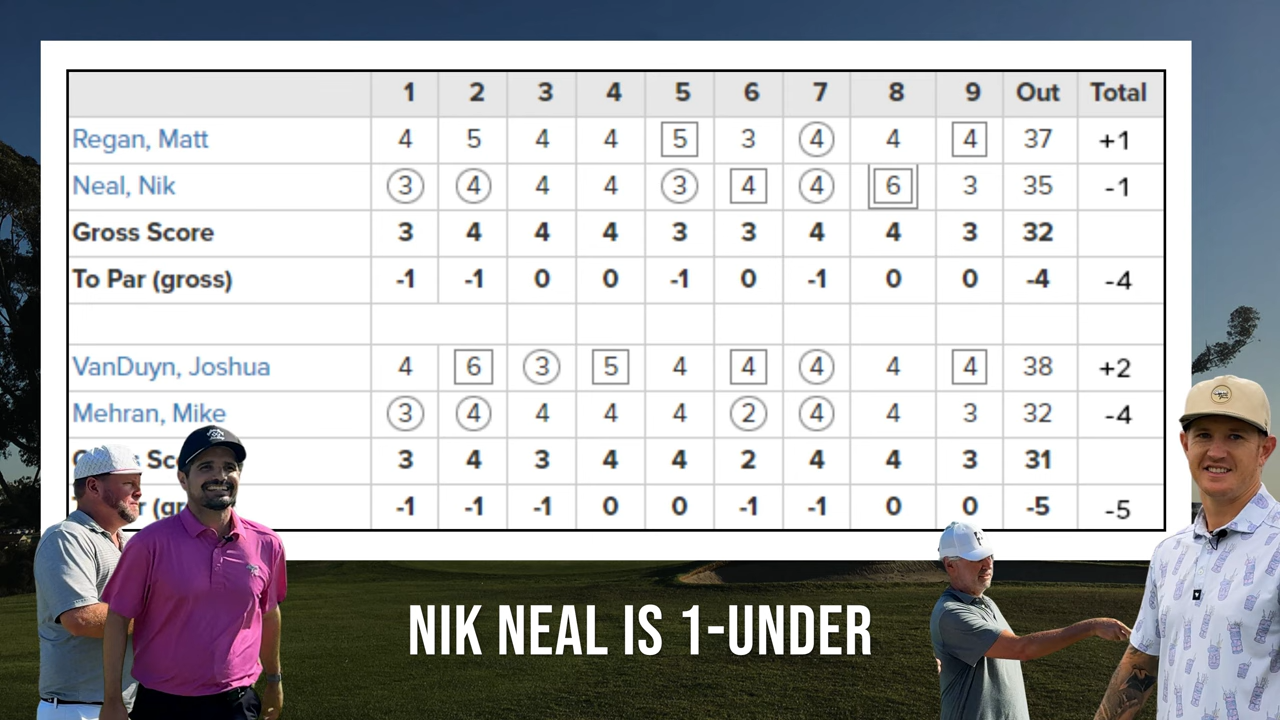 1 2 3 4 5 6 7 8 9 Out Total
Regan, Matt 4 5 4 4 5 3 4 4 4 37 +1
Neal, Nik 3 4 4 4 3 4 4 6 3 35 -1
Gross Score 3 4 4 4 3 3 4 4 3 32
To Par (gross) -1 -1 0 0 -1 0 -1 0 0 -4 -4
VanDuyn, Joshua 4 6 3 5 4 4 4 4 4 38 +2
Mehran, Mike 3 4 4 4 4 2 4 4 3 32 -4
3 4 3 4 4 2 4 4 3 31
-1 -1 -1 0 0 -1 -1 0 0 -5 -5
NIK NEAL IS 1-UNDER